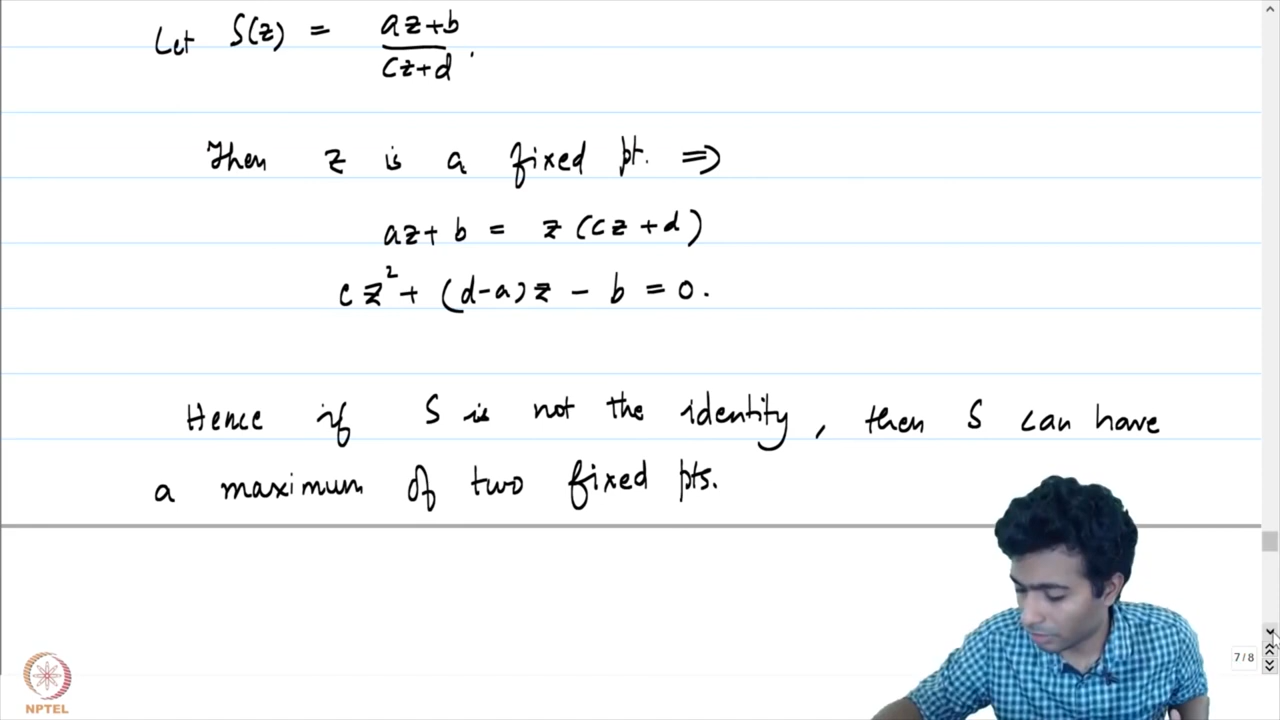 Let S(z) = az+b
cz+d .
Then z is a fixed pt. ⇒
az+b = z(cz+d)
cz² + (d-a)z - b = 0.
Hence if S is not the identity, then S can have
a maximum of two fixed pts.
7 / 8
NPTEL